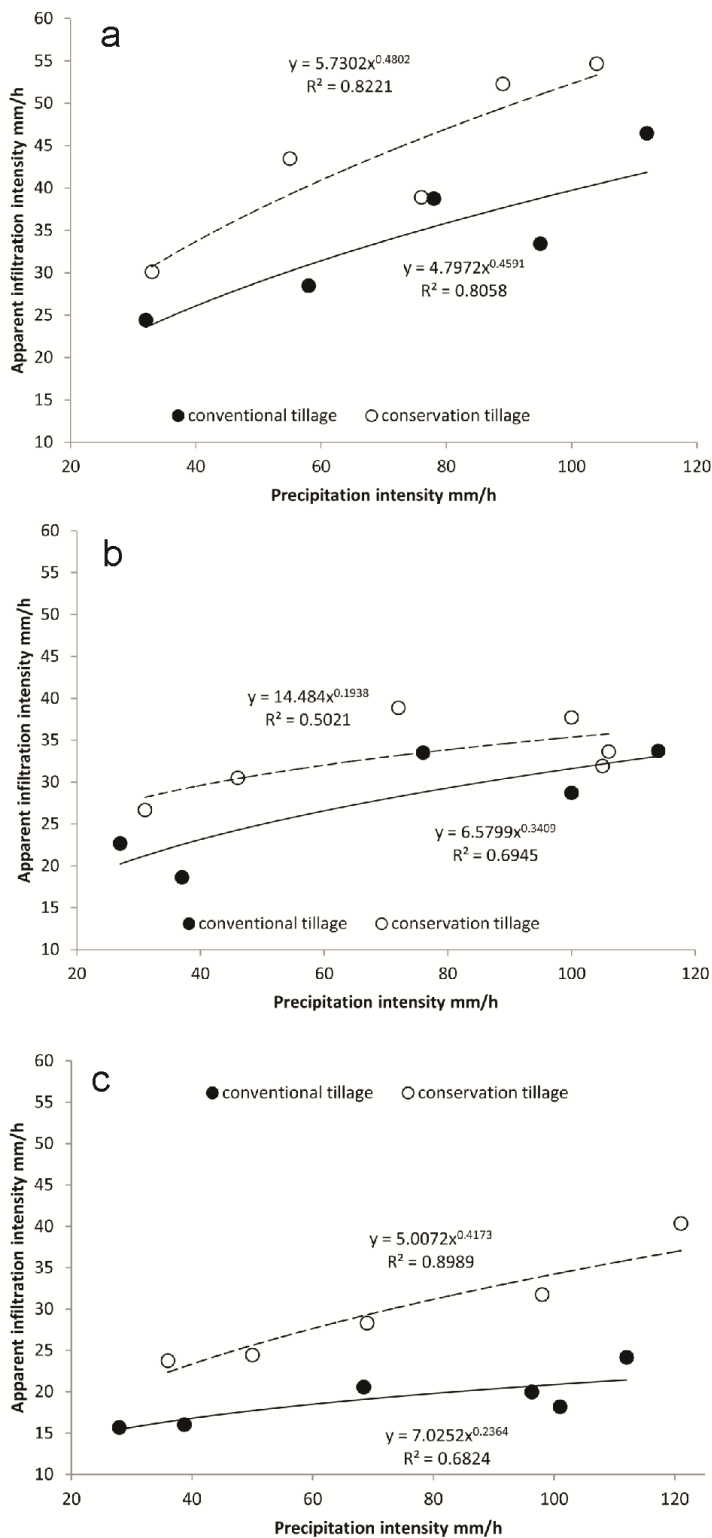 a
60
55
50
45
40
35
30
25
20
15
10
Apparent infiltration intensity mm/h
y = 5.7302x^0.4802
R² = 0.8221
y = 4.7972x^0.4591
R² = 0.8058
conventional tillage
conservation tillage
20 40 60 80 100 120
Precipitation intensity mm/h
b
60
55
50
45
40
35
30
25
20
15
10
Apparent infiltration intensity mm/h
y = 14.484x^0.1938
R² = 0.5021
y = 6.5799x^0.3409
R² = 0.6945
conventional tillage
conservation tillage
20 40 60 80 100 120
Precipitation intensity mm/h
c
60
55
50
45
40
35
30
25
20
15
10
Apparent infiltration intensity mm/h
conventional tillage
conservation tillage
y = 5.0072x^0.4173
R² = 0.8989
y = 7.0252x^0.2364
R² = 0.6824
20 40 60 80 100 120
Precipitation intensity mm/h